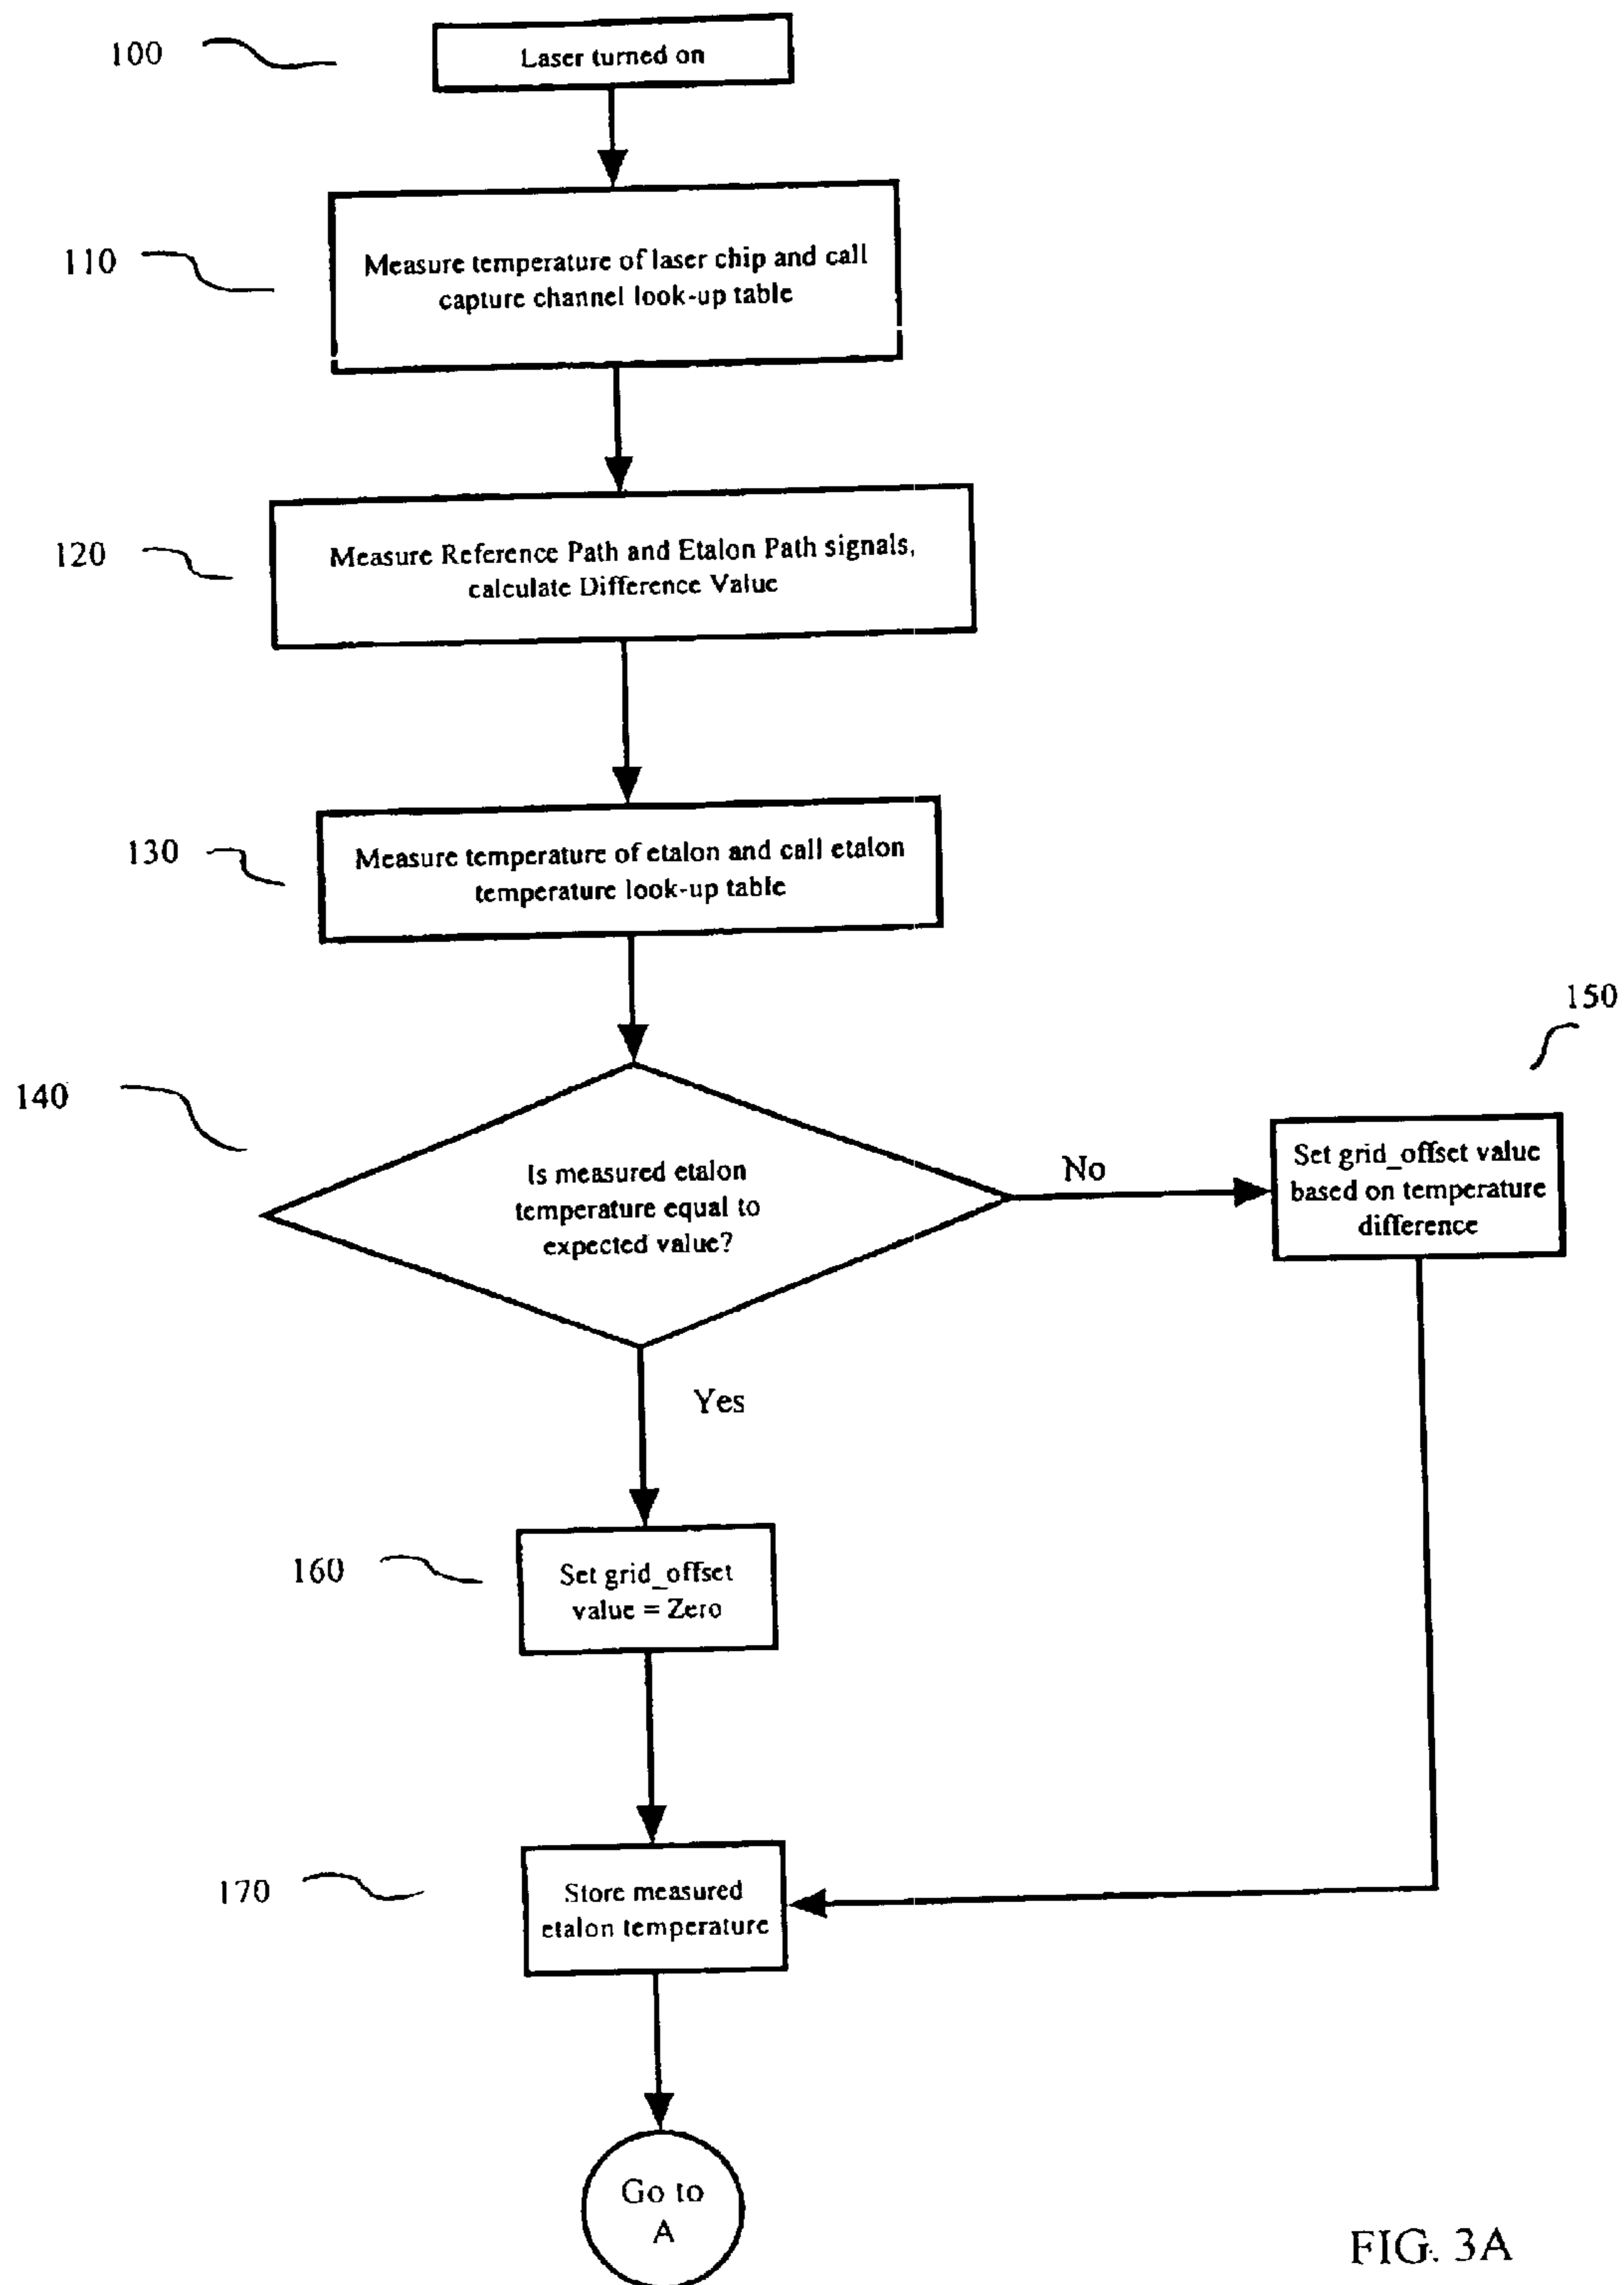 100
Laser turned on
110
Measure temperature of laser chip and call
capture channel look-up table
120
Measure Reference Path and Etalon Path signals,
calculate Difference Value
130
Measure temperature of etalon and call etalon
temperature look-up table
140
Is measured etalon
temperature equal to
expected value?
No
150
Set grid_offset value
based on temperature
difference
Yes
160
Set grid_offset
value = Zero
170
Store measured
etalon temperature
Go to
A
FIG. 3A